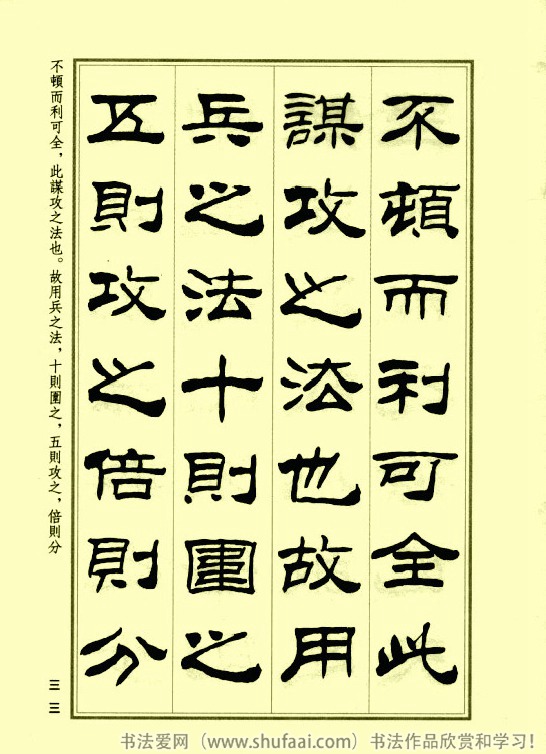 不頓而利可全此
謀攻之法也故用
兵之法十則圍之
五則攻之倍則分
不頓而利可全，此謀攻之法也。故用兵之法，十則圍之，五則攻之，倍則分
三三
书法爱网（www.shufaai.com）书法作品欣赏和学习！